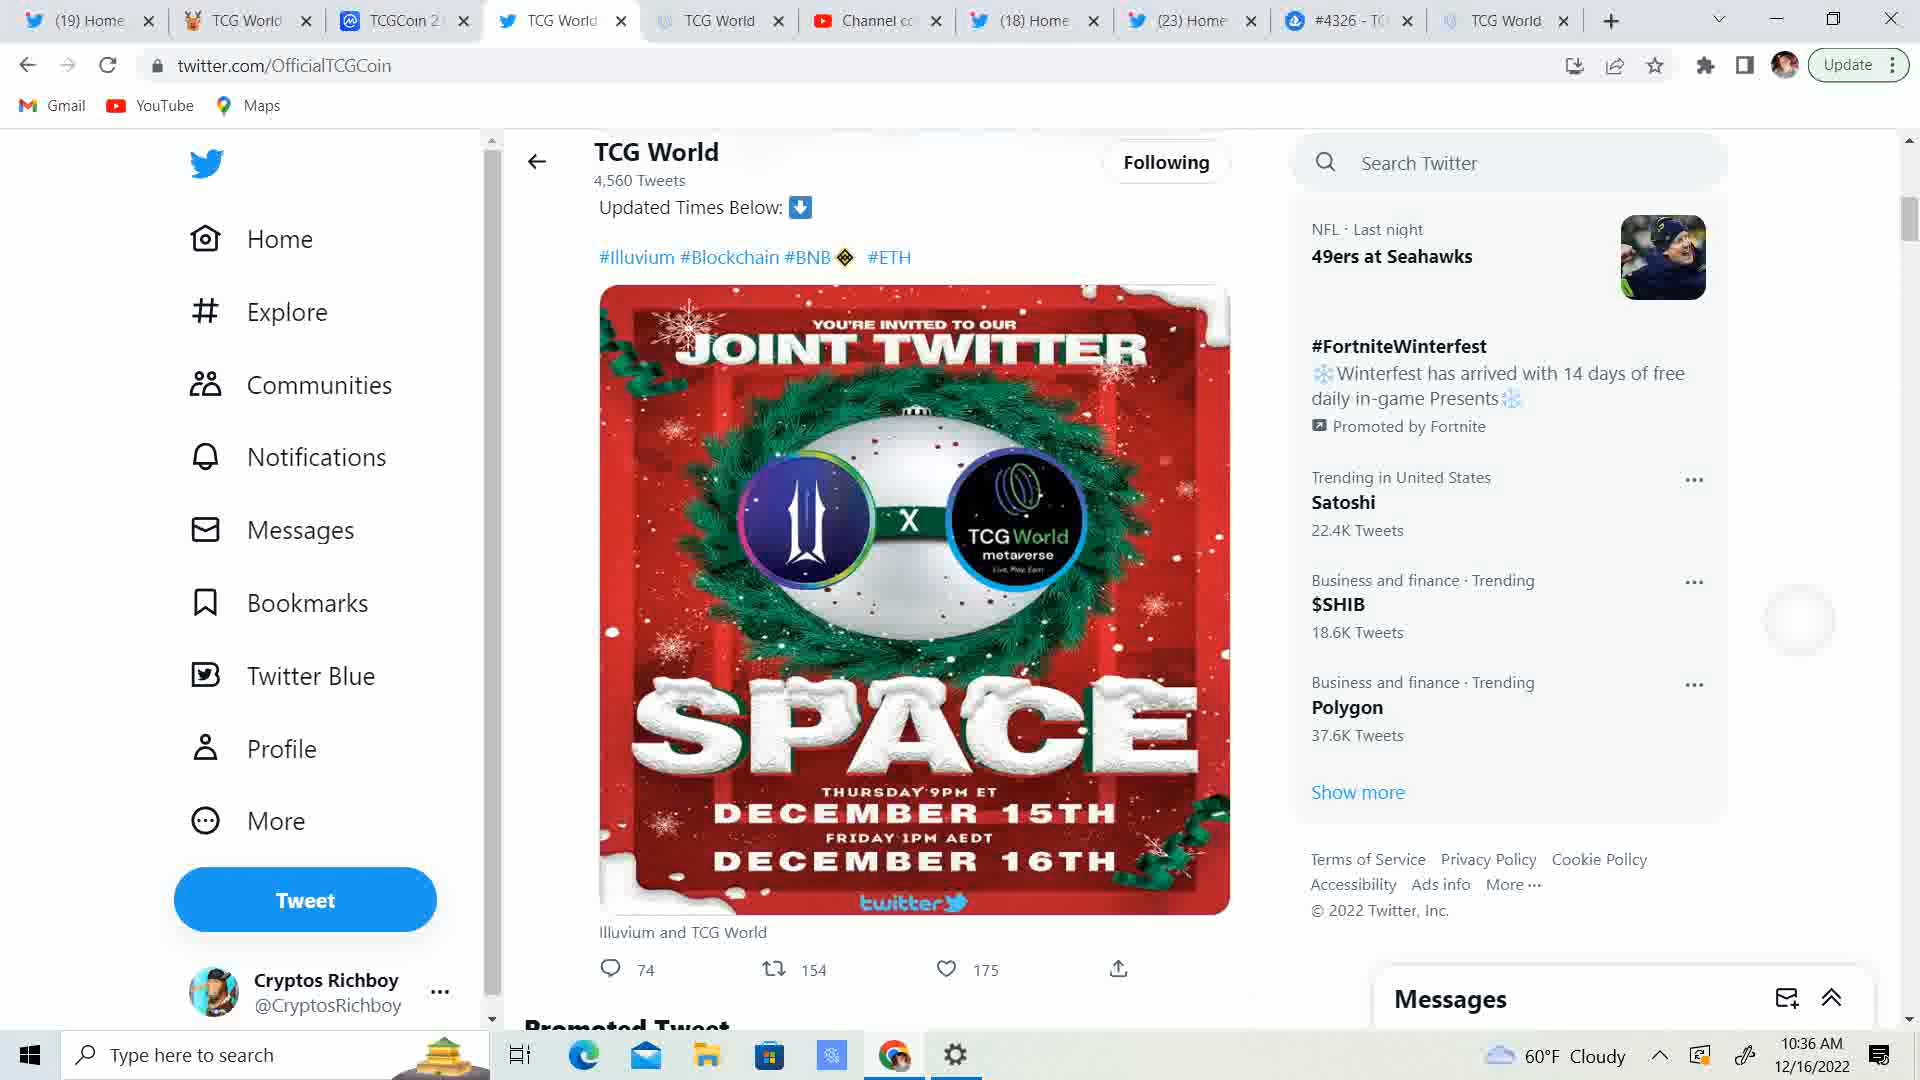 (19) Home
TCG World
TCGCoin 2
TCG World
TCG World
Channel co
(18) Home
(23) Home
#4326 - TC
TCG World
twitter.com/OfficialTCGCoin
Update
Gmail
YouTube
Maps
Home
Explore
Communities
Notifications
Messages
Bookmarks
Twitter Blue
Profile
More
Tweet
Cryptos Richboy
@CryptosRichboy
TCG World
4,560 Tweets
Following
Updated Times Below:
#Illuvium #Blockchain #BNB #ETH
YOU'RE INVITED TO OUR
JOINT TWITTER
X
TCGWorld
metaverse
Live, Play, Earn
SPACE
THURSDAY 9PM ET
DECEMBER 15TH
FRIDAY 1PM AEDT
DECEMBER 16TH
twitter
Illuvium and TCG World
74
154
175
Promoted Tweet
Search Twitter
NFL · Last night
49ers at Seahawks
#FortniteWinterfest
Winterfest has arrived with 14 days of free
daily in-game Presents
Promoted by Fortnite
Trending in United States
Satoshi
22.4K Tweets
Business and finance · Trending
$SHIB
18.6K Tweets
Business and finance · Trending
Polygon
37.6K Tweets
Show more
Terms of Service Privacy Policy Cookie Policy
Accessibility Ads info More ···
© 2022 Twitter, Inc.
Messages
Type here to search
60°F Cloudy
10:36 AM
12/16/2022